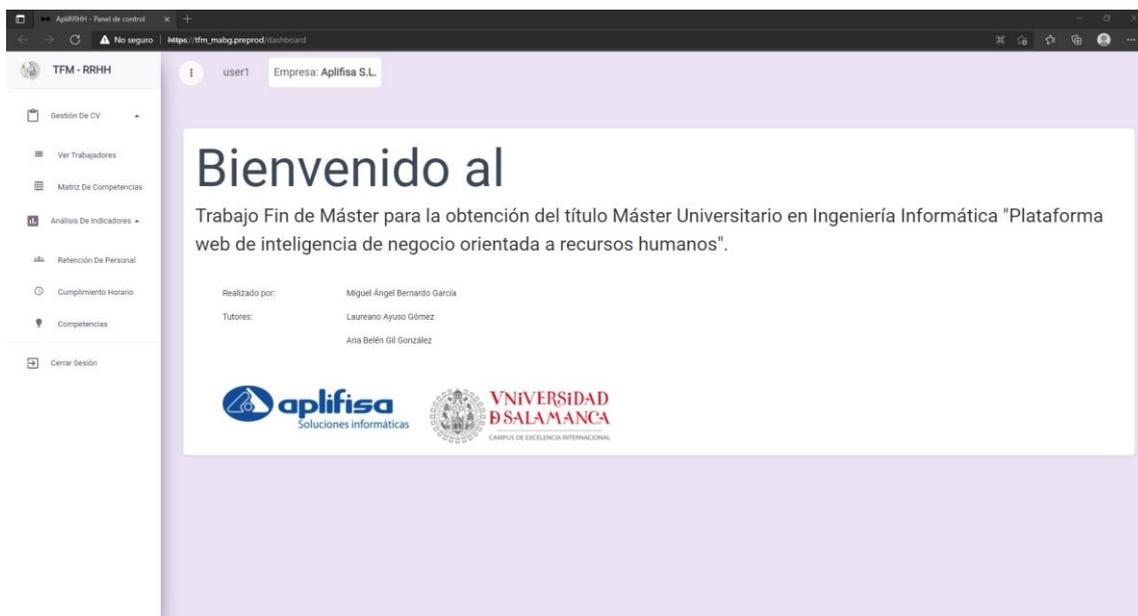 ApliRRHH - Panel de control
No seguro
https://tfm_mabg.preprod/dashboard
TFM - RRHH
user1
Empresa: Aplifisa S.L.
Gestión De CV
Ver Trabajadores
Matriz De Competencias
Análisis De Indicadores
Retención De Personal
Cumplimiento Horario
Competencias
Cerrar Sesión
Bienvenido al
Trabajo Fin de Máster para la obtención del título Máster Universitario en Ingeniería Informática "Plataforma
web de inteligencia de negocio orientada a recursos humanos".
Realizado por: Miguel Ángel Bernardo García
Tutores: Laureano Ayuso Gómez
Ana Belén Gil González
aplifisa
Soluciones informáticas
VNiVERSiDAD
D SALAMANCA
CAMPUS DE EXCELENCIA INTERNACIONAL